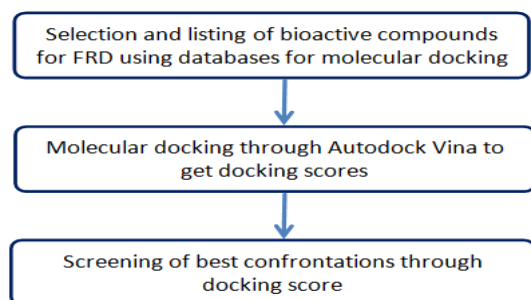 Selection and listing of bioactive compounds
for FRD using databases for molecular docking
Molecular docking through Autodock Vina to
get docking scores
Screening of best confrontations through
docking score